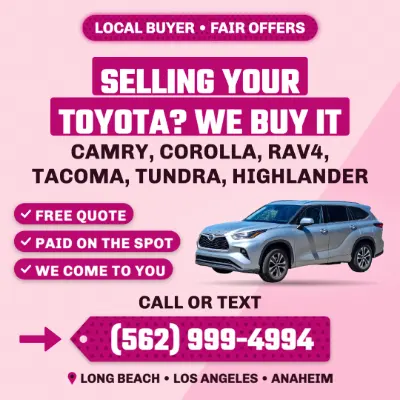 LOCAL BUYER • FAIR OFFERS
SELLING YOUR
TOYOTA? WE BUY IT
CAMRY, COROLLA, RAV4,
TACOMA, TUNDRA, HIGHLANDER
FREE QUOTE
PAID ON THE SPOT
WE COME TO YOU
CALL OR TEXT
(562) 999-4994
LONG BEACH • LOS ANGELES • ANAHEIM